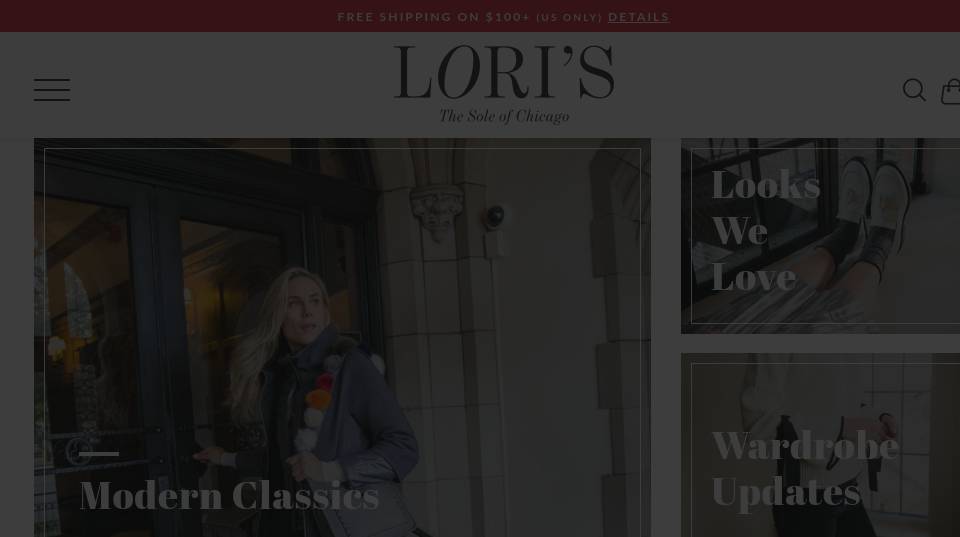 FREE SHIPPING ON $100+ (US ONLY) DETAILS
LORI'S
The Sole of Chicago
Looks
We
Love
Modern Classics
Wardrobe
Updates